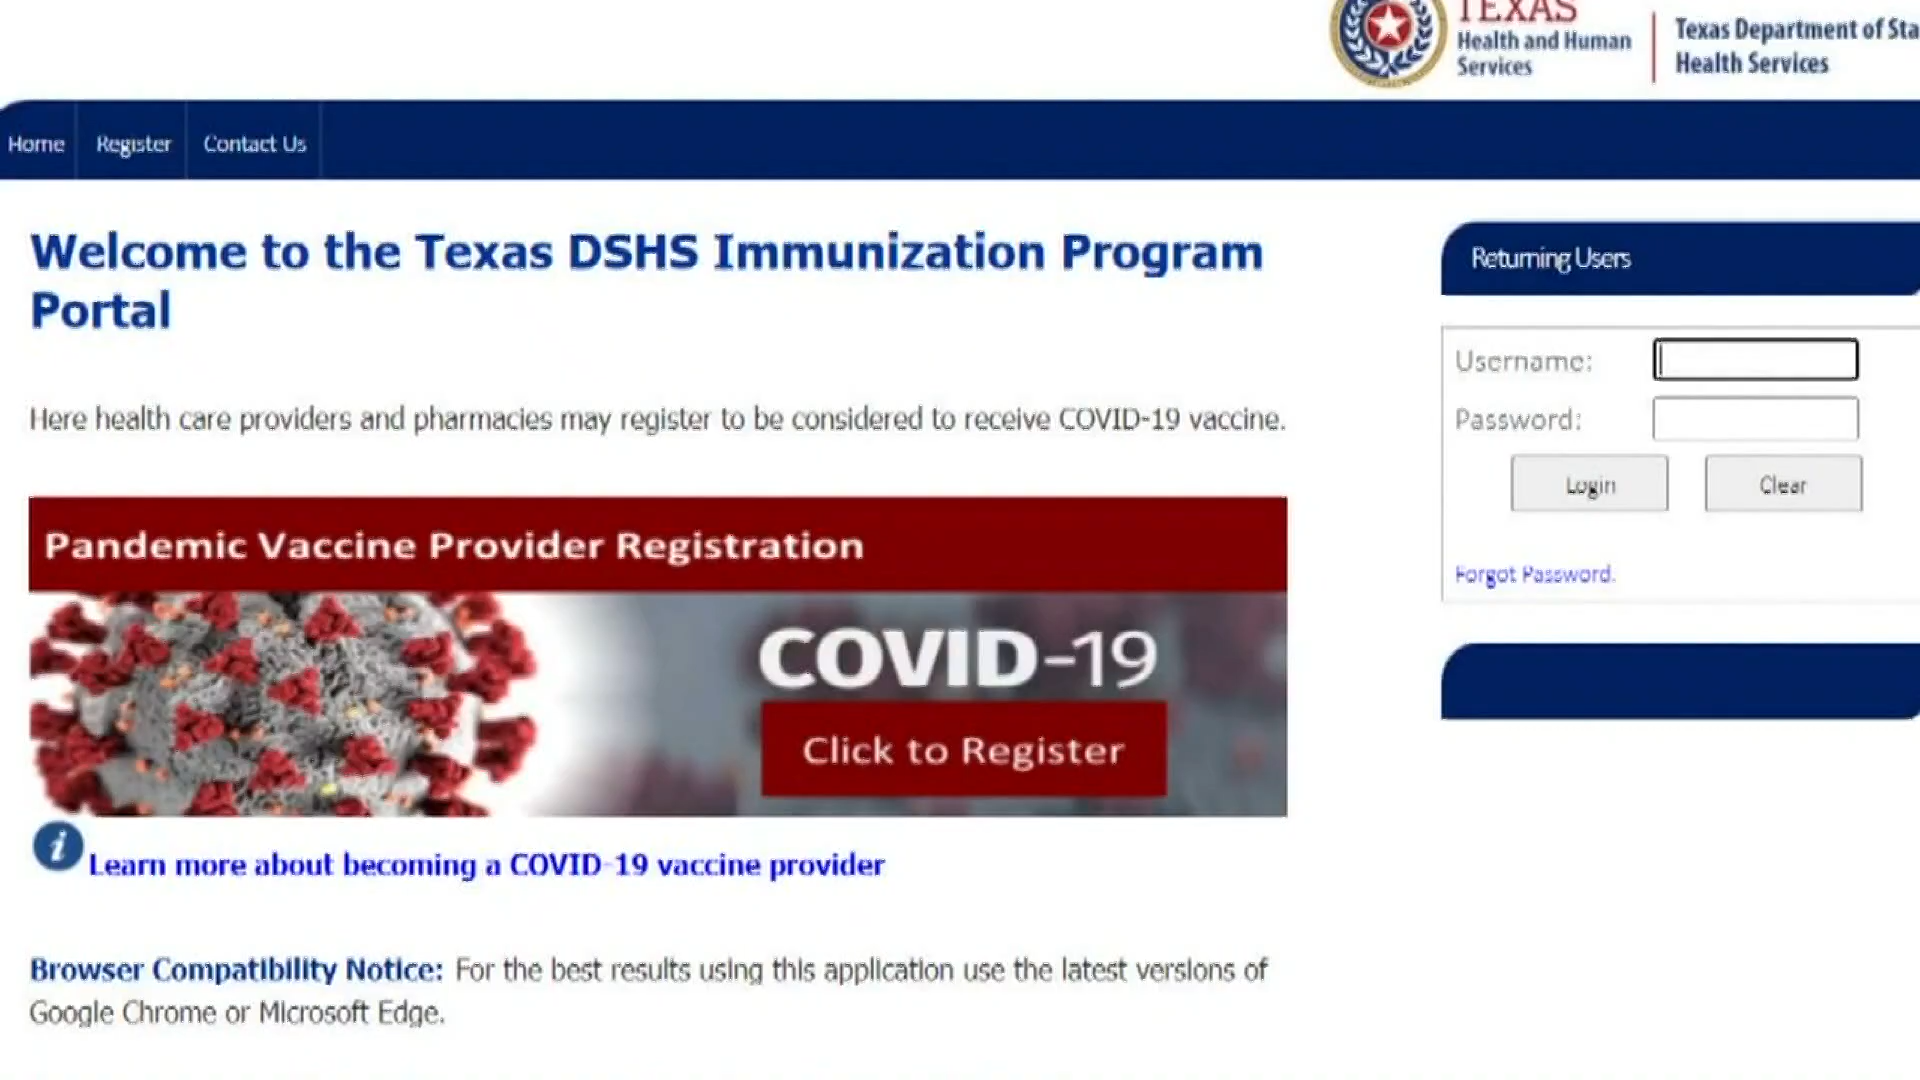 TEXAS
Health and Human
Services
Texas Department of Sta
Health Services
Home
Register
Contact Us
Welcome to the Texas DSHS Immunization Program
Portal
Here health care providers and pharmacies may register to be considered to receive COVID-19 vaccine.
Pandemic Vaccine Provider Registration
COVID-19
Click to Register
i
Learn more about becoming a COVID-19 vaccine provider
Browser Compatibility Notice: For the best results using this application use the latest versions of
Google Chrome or Microsoft Edge.
Returning Users
Username:
Password:
Login
Clear
Forgot Password.